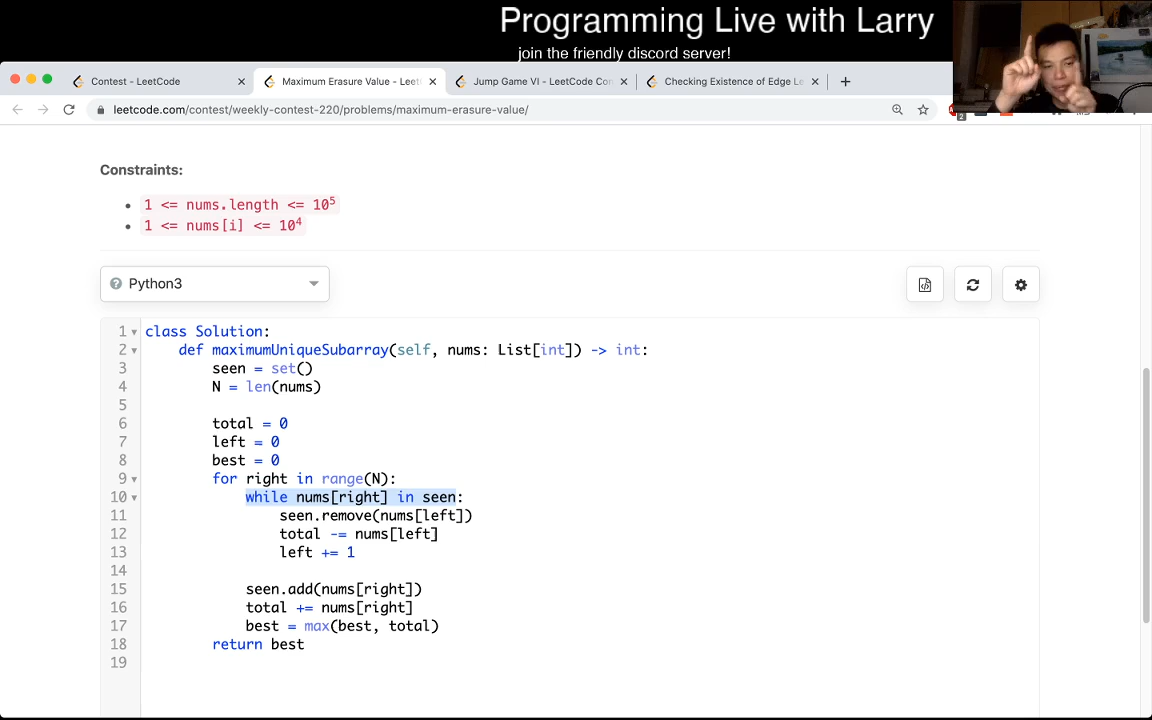 Programming Live with Larry
join the friendly discord server!
Contest - LeetCode
Maximum Erasure Value - Leet
Jump Game VI - LeetCode Con
Checking Existence of Edge Le
leetcode.com/contest/weekly-contest-220/problems/maximum-erasure-value/
2
Constraints:
1 <= nums.length <= 10⁵
1 <= nums[i] <= 10⁴
Python3
1 class Solution:
2 def maximumUniqueSubarray(self, nums: List[int]) -> int:
3 seen = set()
4 N = len(nums)
5
6 total = 0
7 left = 0
8 best = 0
9 for right in range(N):
10 while nums[right] in seen:
11 seen.remove(nums[left])
12 total -= nums[left]
13 left += 1
14
15 seen.add(nums[right])
16 total += nums[right]
17 best = max(best, total)
18 return best
19